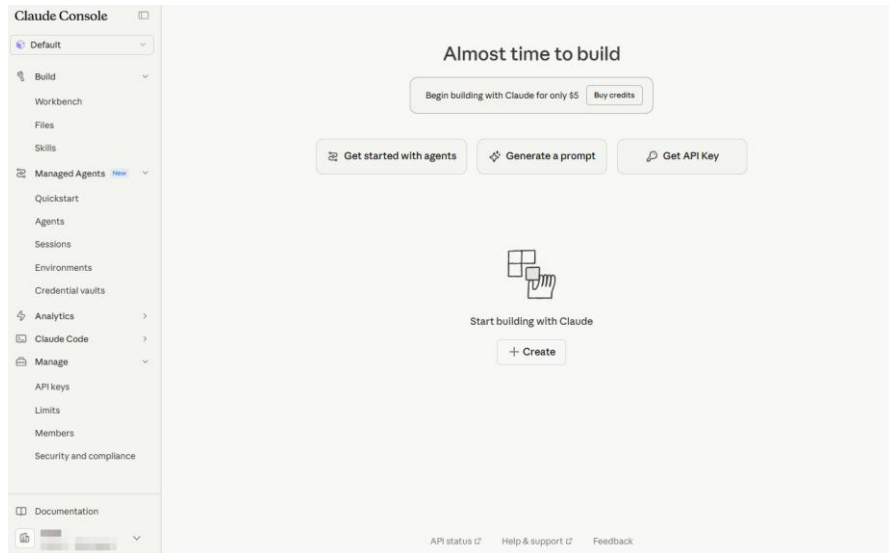 Claude Console
Default
Build
Workbench
Files
Skills
Managed Agents New
Quickstart
Agents
Sessions
Environments
Credential vaults
Analytics
Claude Code
Manage
API keys
Limits
Members
Security and compliance
Documentation
Almost time to build
Begin building with Claude for only $5 Buy credits
Get started with agents
Generate a prompt
Get API Key
Start building with Claude
+ Create
API status
Help & support
Feedback